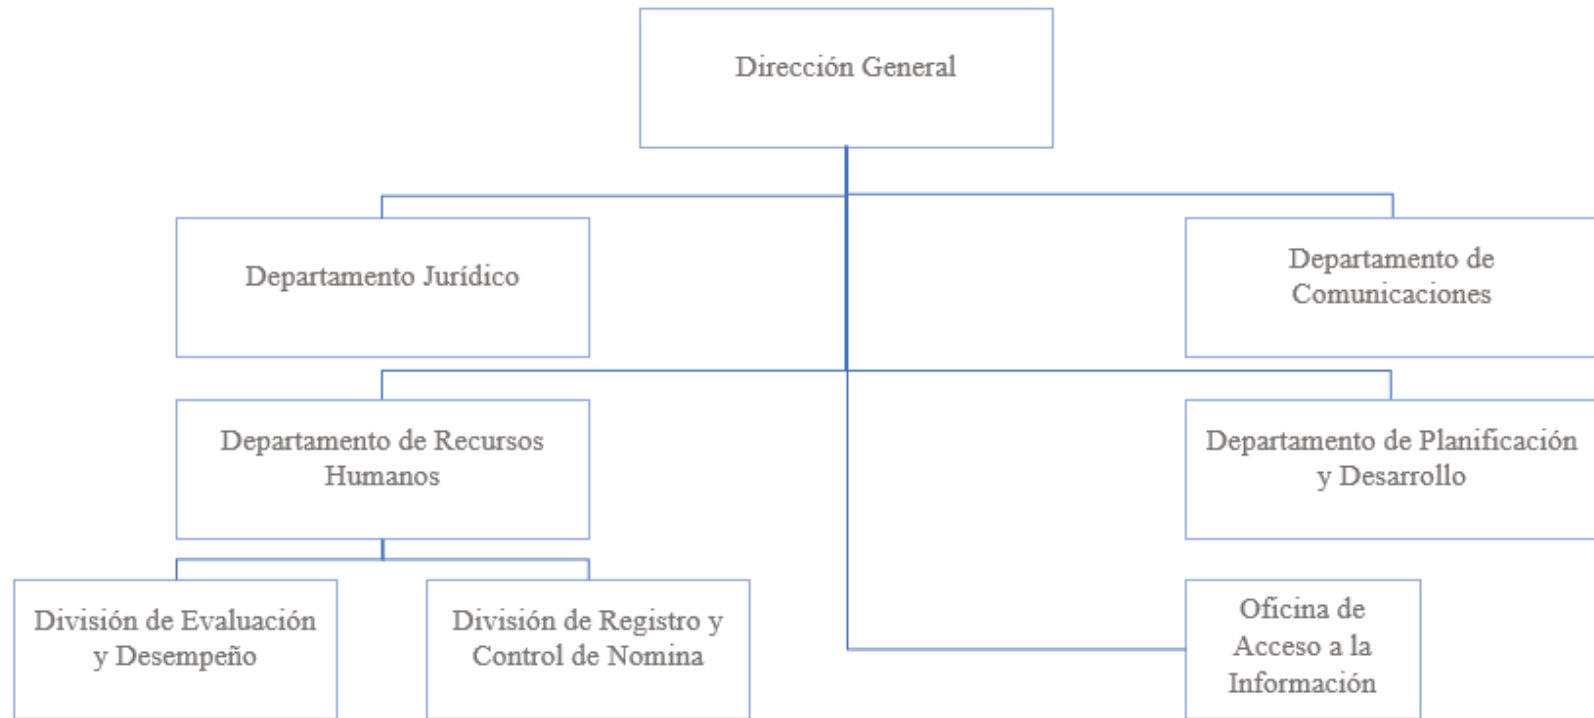 Dirección General
Departamento Jurídico
Departamento de
Comunicaciones
Departamento de Recursos
Humanos
Departamento de Planificación
y Desarrollo
División de Evaluación
y Desempeño
División de Registro y
Control de Nomina
Oficina de
Acceso a la
Información